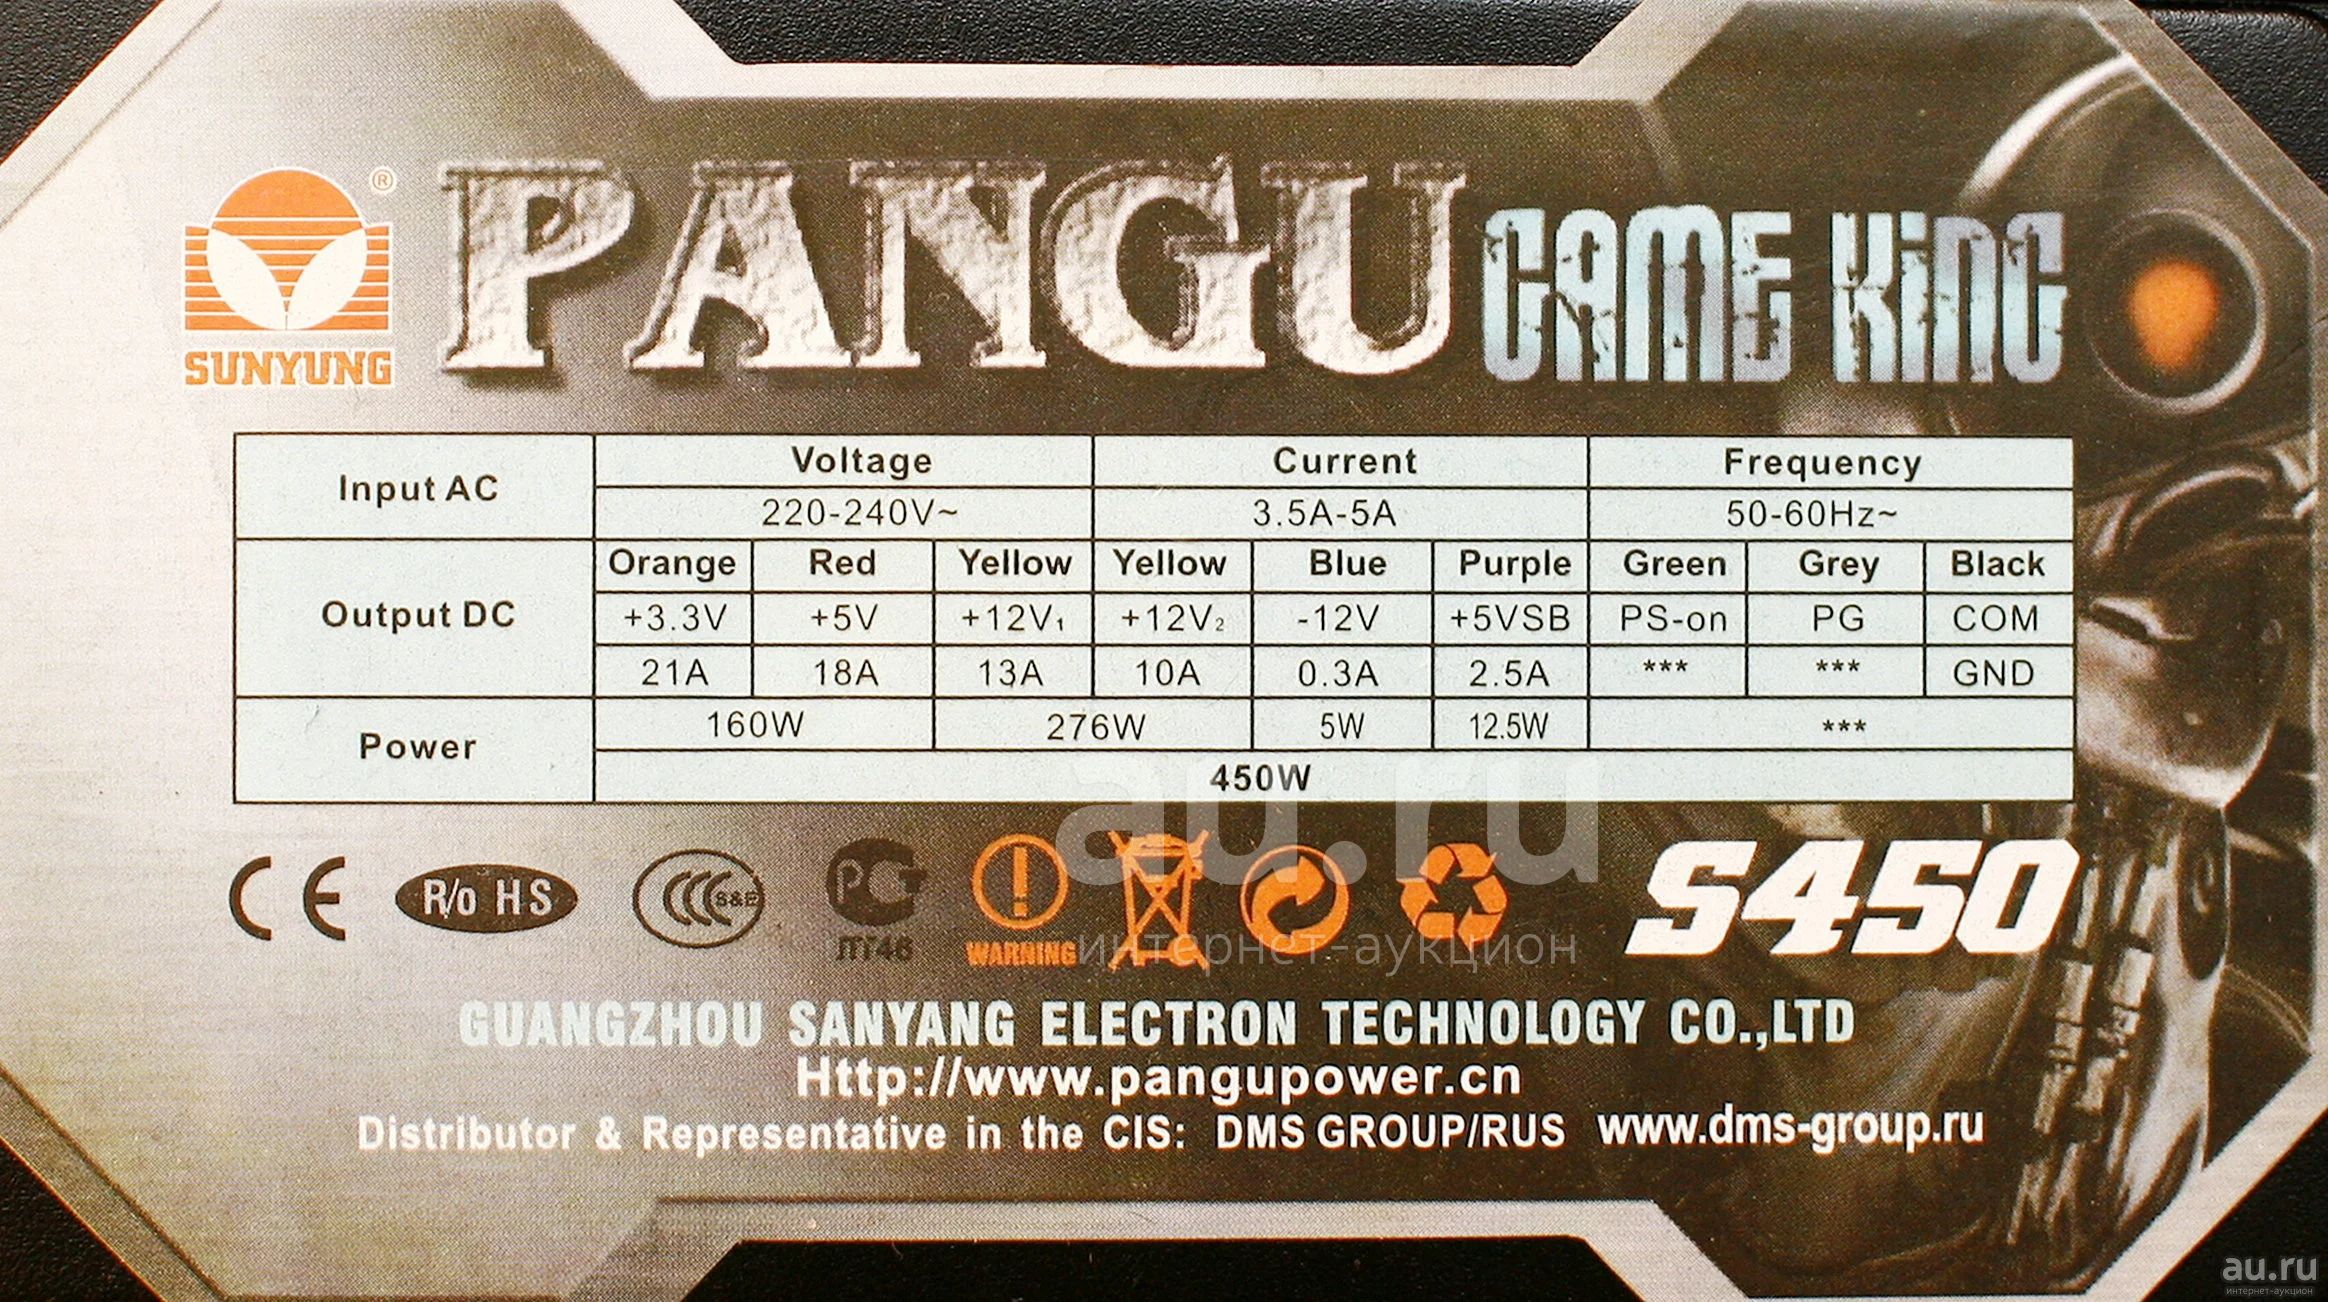 ®
SUNYUNG
PANGU GAME KING
Input AC
Voltage Current Frequency
220-240V~ 3.5A-5A 50-60Hz~
Output DC
Orange Red Yellow Yellow Blue Purple Green Grey Black
+3.3V +5V +12V₁ +12V₂ -12V +5VSB PS-on PG COM
21A 18A 13A 10A 0.3A 2.5A *** *** GND
Power
160W 276W 5W 12.5W ***
450W
CE R/o HS CCC S&E РСТ WARNING S450
au.ru
интернет-аукцион
GUANGZHOU SANYANG ELECTRON TECHNOLOGY CO.,LTD
Http://www.pangupower.cn
Distributor & Representative in the CIS: DMS GROUP/RUS www.dms-group.ru
au.ru
интернет-аукцион